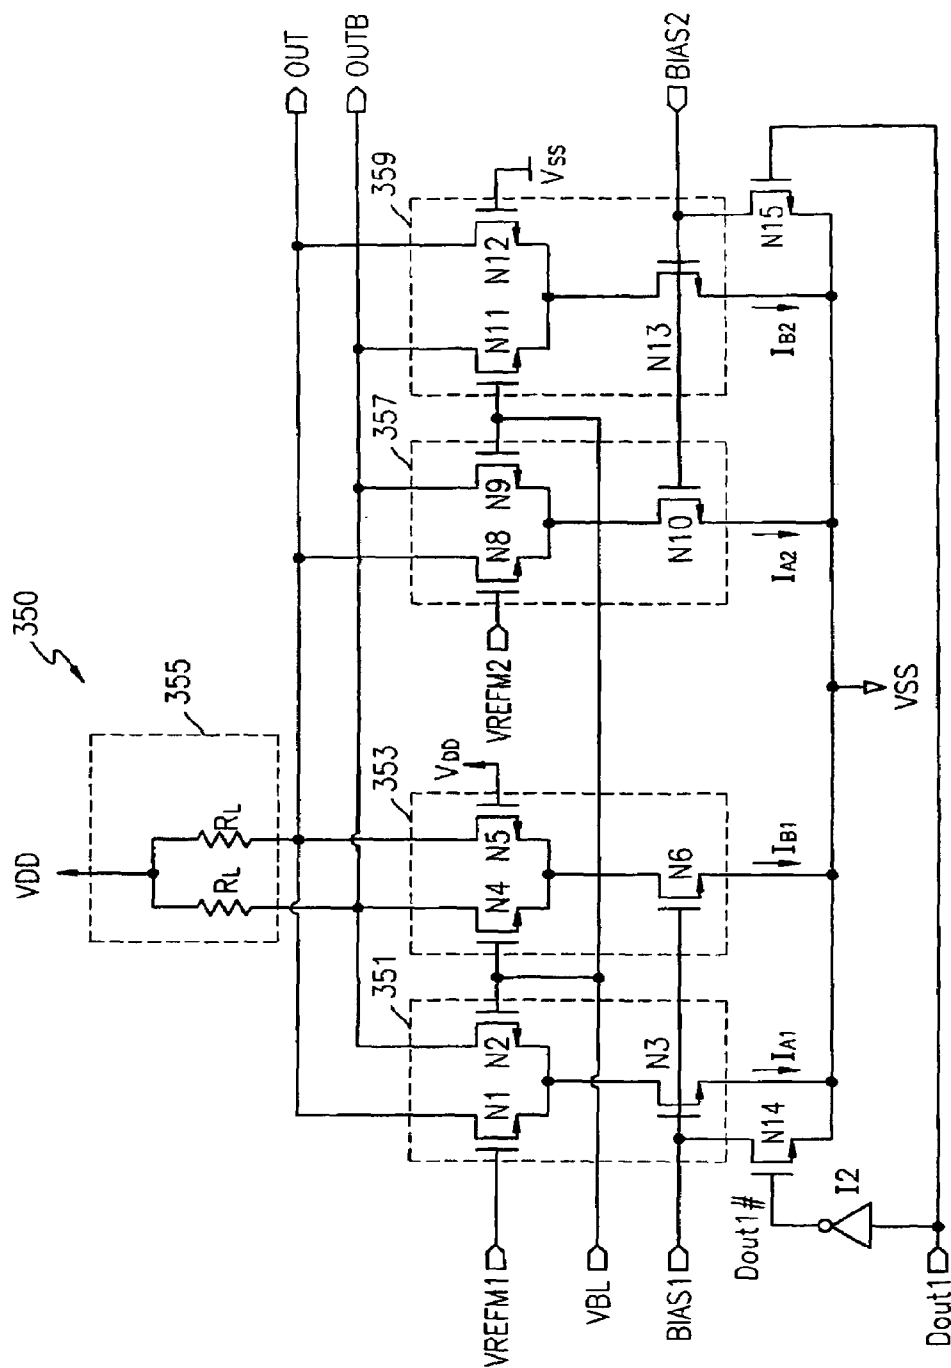 350
355
VDD
RL
RL
OUT
OUTB
351
353
357
359
VDD
Vss
N1
N2
N4
N5
N8
N9
N11
N12
VREFM1
VREFM2
VBL
N3
N6
N10
N13
BIAS1
BIAS2
Dout1#
N14
N15
IA1
IB1
IA2
IB2
I2
VSS
Dout1